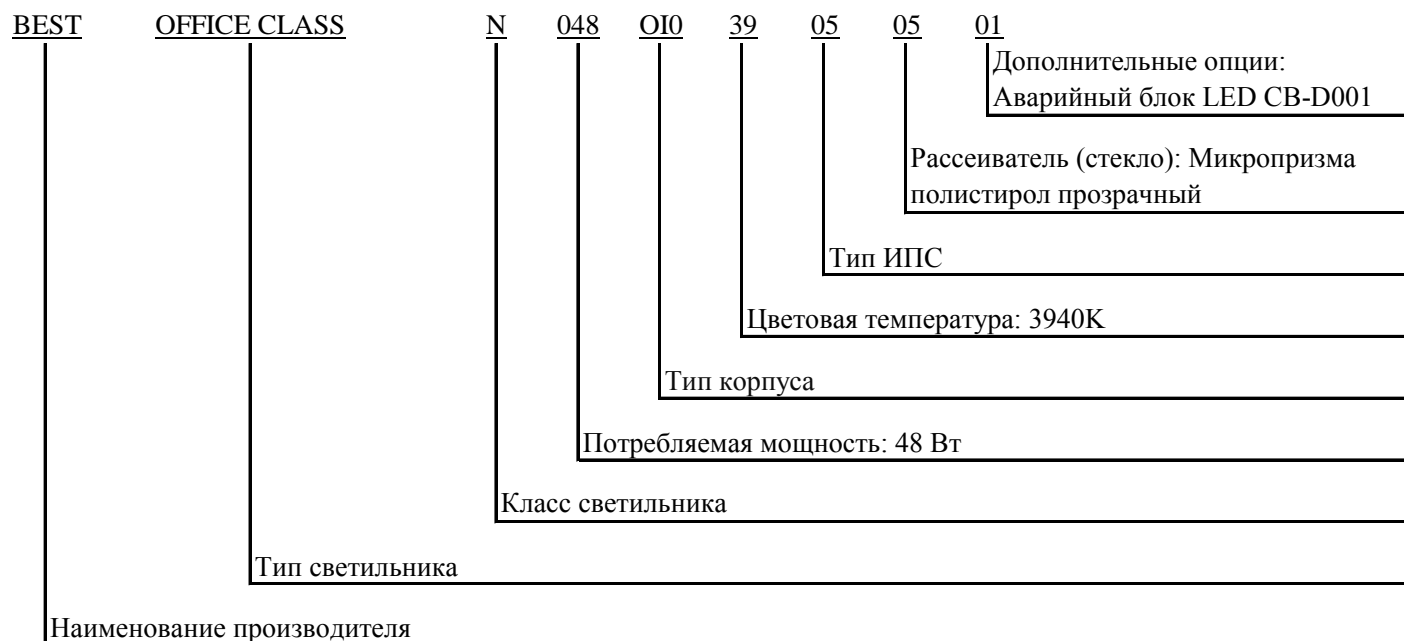 BEST OFFICE CLASS N 048 OI0 39 05 05 01
Дополнительные опции:
Аварийный блок LED CB-D001
Рассеиватель (стекло): Микропризма
полистирол прозрачный
Тип ИПС
Цветовая температура: 3940K
Тип корпуса
Потребляемая мощность: 48 Вт
Класс светильника
Тип светильника
Наименование производителя